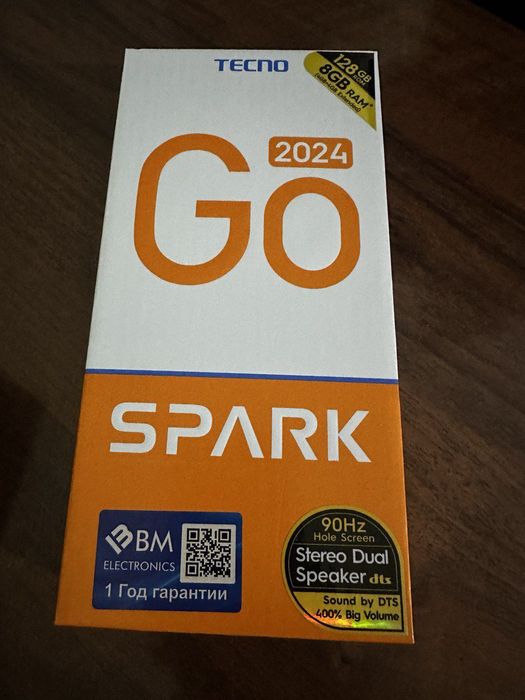 TECNO
128GB
ROM
8GB RAM*
Go
2024
SPARK
BM
ELECTRONICS
1 Год гарантии
90Hz
Hole Screen
Stereo Dual
Speaker dts
Sound by DTS
400% Big Volume